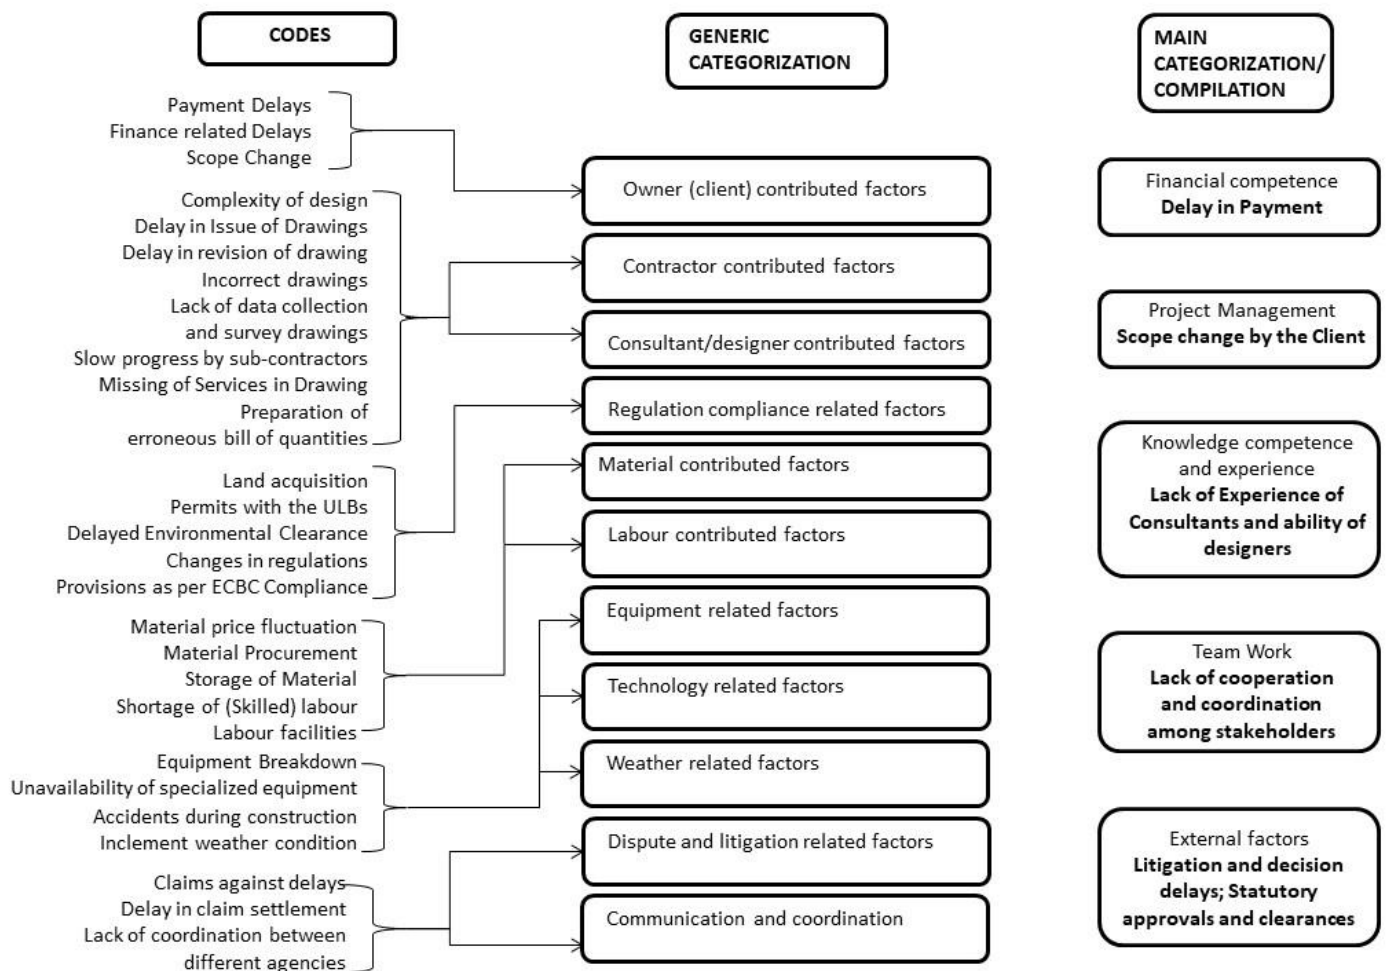 CODES
Payment Delays
Finance related Delays
Scope Change
Complexity of design
Delay in Issue of Drawings
Delay in revision of drawing
Incorrect drawings
Lack of data collection
and survey drawings
Slow progress by sub-contractors
Missing of Services in Drawing
Preparation of
erroneous bill of quantities
Land acquisition
Permits with the ULBs
Delayed Environmental Clearance
Changes in regulations
Provisions as per ECBC Compliance
Material price fluctuation
Material Procurement
Storage of Material
Shortage of (Skilled) labour
Labour facilities
Equipment Breakdown
Unavailability of specialized equipment
Accidents during construction
Inclement weather condition
Claims against delays
Delay in claim settlement
Lack of coordination between
different agencies
GENERIC
CATEGORIZATION
Owner (client) contributed factors
Contractor contributed factors
Consultant/designer contributed factors
Regulation compliance related factors
Material contributed factors
Labour contributed factors
Equipment related factors
Technology related factors
Weather related factors
Dispute and litigation related factors
Communication and coordination
MAIN
CATEGORIZATION/
COMPILATION
Financial competence
Delay in Payment
Project Management
Scope change by the Client
Knowledge competence
and experience
Lack of Experience of
Consultants and ability of
designers
Team Work
Lack of cooperation
and coordination
among stakeholders
External factors
Litigation and decision
delays; Statutory
approvals and clearances